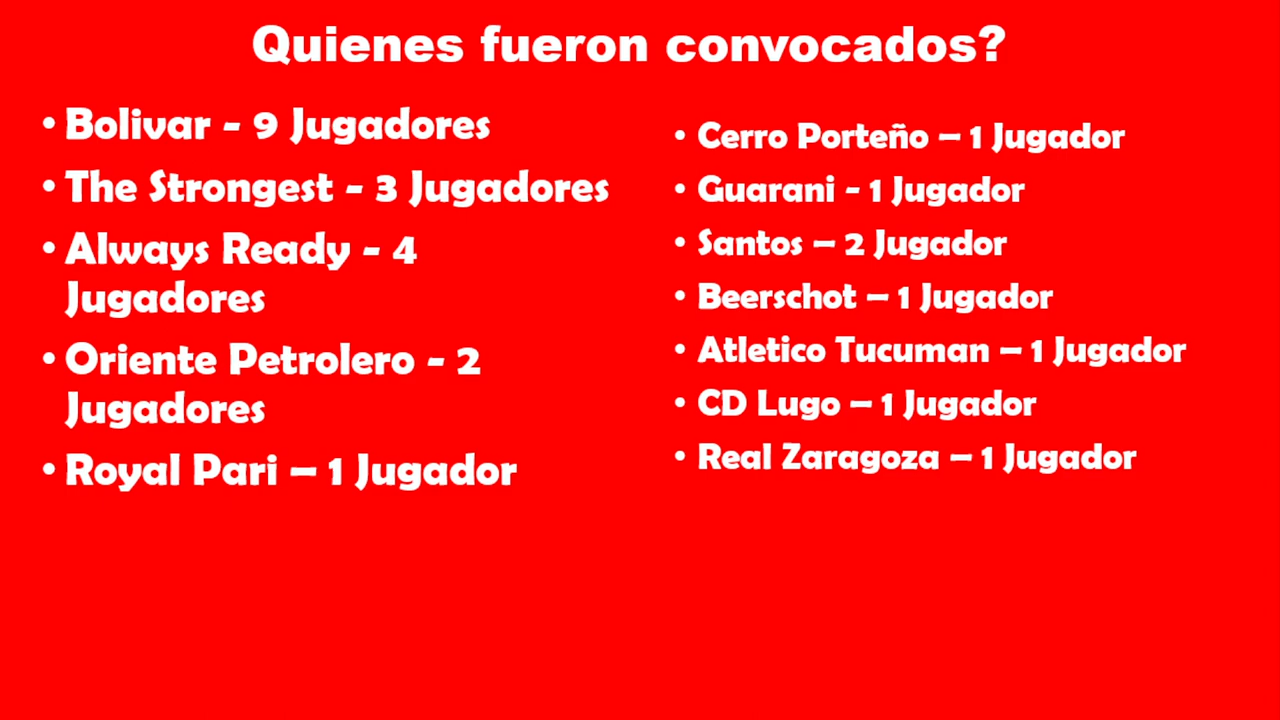 Quienes fueron convocados?
• Bolivar - 9 Jugadores
• The Strongest - 3 Jugadores
• Always Ready - 4
Jugadores
• Oriente Petrolero - 2
Jugadores
• Royal Pari – 1 Jugador
• Cerro Porteño – 1 Jugador
• Guarani - 1 Jugador
• Santos – 2 Jugador
• Beerschot – 1 Jugador
• Atletico Tucuman – 1 Jugador
• CD Lugo – 1 Jugador
• Real Zaragoza – 1 Jugador